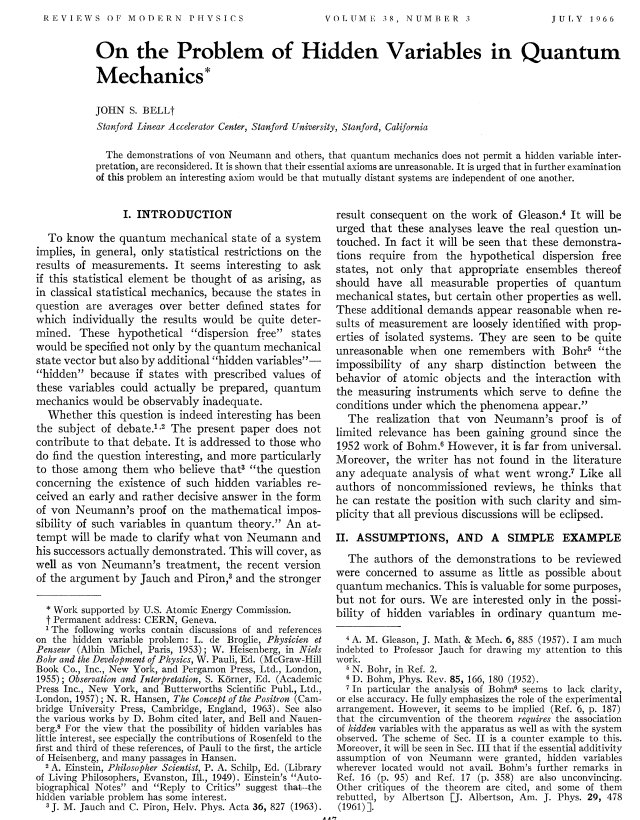 REVIEWS OF MODERN PHYSICS VOLUME 38, NUMBER 3 JULY 1966
On the Problem of Hidden Variables in Quantum
Mechanics*
JOHN S. BELL†
Stanford Linear Accelerator Center, Stanford University, Stanford, California
The demonstrations of von Neumann and others, that quantum mechanics does not permit a hidden variable inter-
pretation, are reconsidered. It is shown that their essential axioms are unreasonable. It is urged that in further examination
of this problem an interesting axiom would be that mutually distant systems are independent of one another.
I. INTRODUCTION
To know the quantum mechanical state of a system
implies, in general, only statistical restrictions on the
results of measurements. It seems interesting to ask
if this statistical element be thought of as arising, as
in classical statistical mechanics, because the states in
question are averages over better defined states for
which individually the results would be quite deter-
mined. These hypothetical “dispersion free” states
would be specified not only by the quantum mechanical
state vector but also by additional “hidden variables”—
“hidden” because if states with prescribed values of
these variables could actually be prepared, quantum
mechanics would be observably inadequate.
Whether this question is indeed interesting has been
the subject of debate.1,2 The present paper does not
contribute to that debate. It is addressed to those who
do find the question interesting, and more particularly
to those among them who believe that3 “the question
concerning the existence of such hidden variables re-
ceived an early and rather decisive answer in the form
of von Neumann’s proof on the mathematical impos-
sibility of such variables in quantum theory.” An at-
tempt will be made to clarify what von Neumann and
his successors actually demonstrated. This will cover, as
well as von Neumann’s treatment, the recent version
of the argument by Jauch and Piron,3 and the stronger
* Work supported by U.S. Atomic Energy Commission.
† Permanent address: CERN, Geneva.
1 The following works contain discussions of and references
on the hidden variable problem: L. de Broglie, Physicien et
Penseur (Albin Michel, Paris, 1953); W. Heisenberg, in Niels
Bohr and the Development of Physics, W. Pauli, Ed. (McGraw-Hill
Book Co., Inc., New York, and Pergamon Press, Ltd., London,
1955); Observation and Interpretation, S. Körner, Ed. (Academic
Press Inc., New York, and Butterworths Scientific Publ., Ltd.,
London, 1957); N. R. Hansen, The Concept of the Positron (Cam-
bridge University Press, Cambridge, England, 1963). See also
the various works by D. Bohm cited later, and Bell and Nauen-
berg.8 For the view that the possibility of hidden variables has
little interest, see especially the contributions of Rosenfeld to the
first and third of these references, of Pauli to the first, the article
of Heisenberg, and many passages in Hansen.
2 A. Einstein, Philosopher Scientist, P. A. Schilp, Ed. (Library
of Living Philosophers, Evanston, Ill., 1949). Einstein’s “Auto-
biographical Notes” and “Reply to Critics” suggest that the
hidden variable problem has some interest.
3 J. M. Jauch and C. Piron, Helv. Phys. Acta 36, 827 (1963).
result consequent on the work of Gleason.4 It will be
urged that these analyses leave the real question un-
touched. In fact it will be seen that these demonstra-
tions require from the hypothetical dispersion free
states, not only that appropriate ensembles thereof
should have all measurable properties of quantum
mechanical states, but certain other properties as well.
These additional demands appear reasonable when re-
sults of measurement are loosely identified with prop-
erties of isolated systems. They are seen to be quite
unreasonable when one remembers with Bohr5 “the
impossibility of any sharp distinction between the
behavior of atomic objects and the interaction with
the measuring instruments which serve to define the
conditions under which the phenomena appear.”
The realization that von Neumann’s proof is of
limited relevance has been gaining ground since the
1952 work of Bohm.6 However, it is far from universal.
Moreover, the writer has not found in the literature
any adequate analysis of what went wrong.7 Like all
authors of noncommissioned reviews, he thinks that
he can restate the position with such clarity and sim-
plicity that all previous discussions will be eclipsed.
II. ASSUMPTIONS, AND A SIMPLE EXAMPLE
The authors of the demonstrations to be reviewed
were concerned to assume as little as possible about
quantum mechanics. This is valuable for some purposes,
but not for ours. We are interested only in the possi-
bility of hidden variables in ordinary quantum me-
4 A. M. Gleason, J. Math. & Mech. 6, 885 (1957). I am much
indebted to Professor Jauch for drawing my attention to this
work.
5 N. Bohr, in Ref. 2.
6 D. Bohm, Phys. Rev. 85, 166, 180 (1952).
7 In particular the analysis of Bohm6 seems to lack clarity,
or else accuracy. He fully emphasizes the role of the experimental
arrangement. However, it seems to be implied (Ref. 6, p. 187)
that the circumvention of the theorem requires the association
of hidden variables with the apparatus as well as with the system
observed. The scheme of Sec. II is a counter example to this.
Moreover, it will be seen in Sec. III that if the essential additivity
assumption of von Neumann were granted, hidden variables
wherever located would not avail. Bohm’s further remarks in
Ref. 16 (p. 95) and Ref. 17 (p. 358) are also unconvincing.
Other critiques of the theorem are cited, and some of them
rebutted, by Albertson [J. Albertson, Am. J. Phys. 29, 478
(1961)].